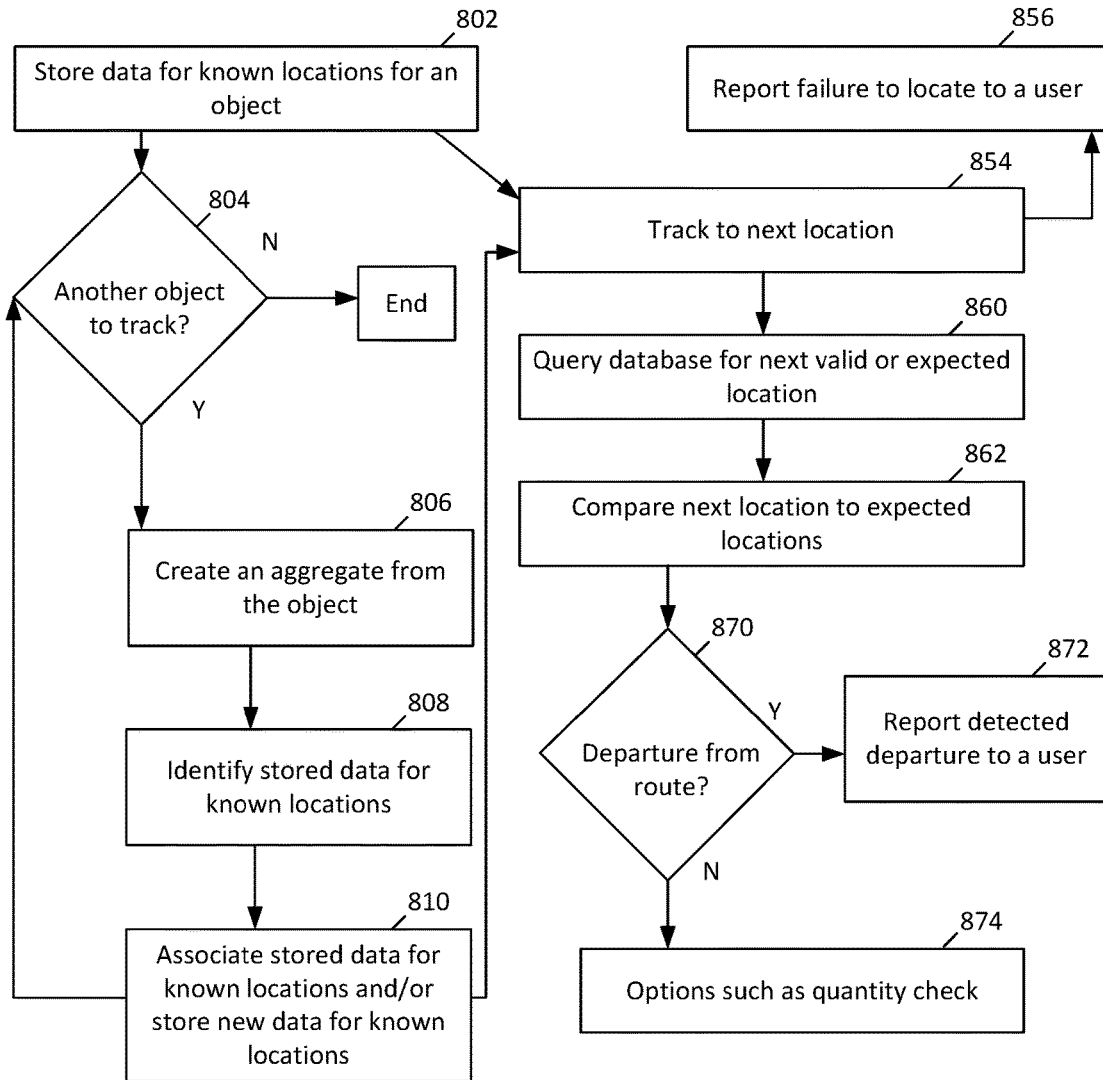 802
Store data for known locations for an
object
804
N
Another object
to track?
End
Y
806
Create an aggregate from
the object
808
Identify stored data for
known locations
810
Associate stored data for
known locations and/or
store new data for known
locations
856
Report failure to locate to a user
854
Track to next location
860
Query database for next valid or expected
location
862
Compare next location to expected
locations
870
Y
Departure from
route?
N
872
Report detected
departure to a user
874
Options such as quantity check